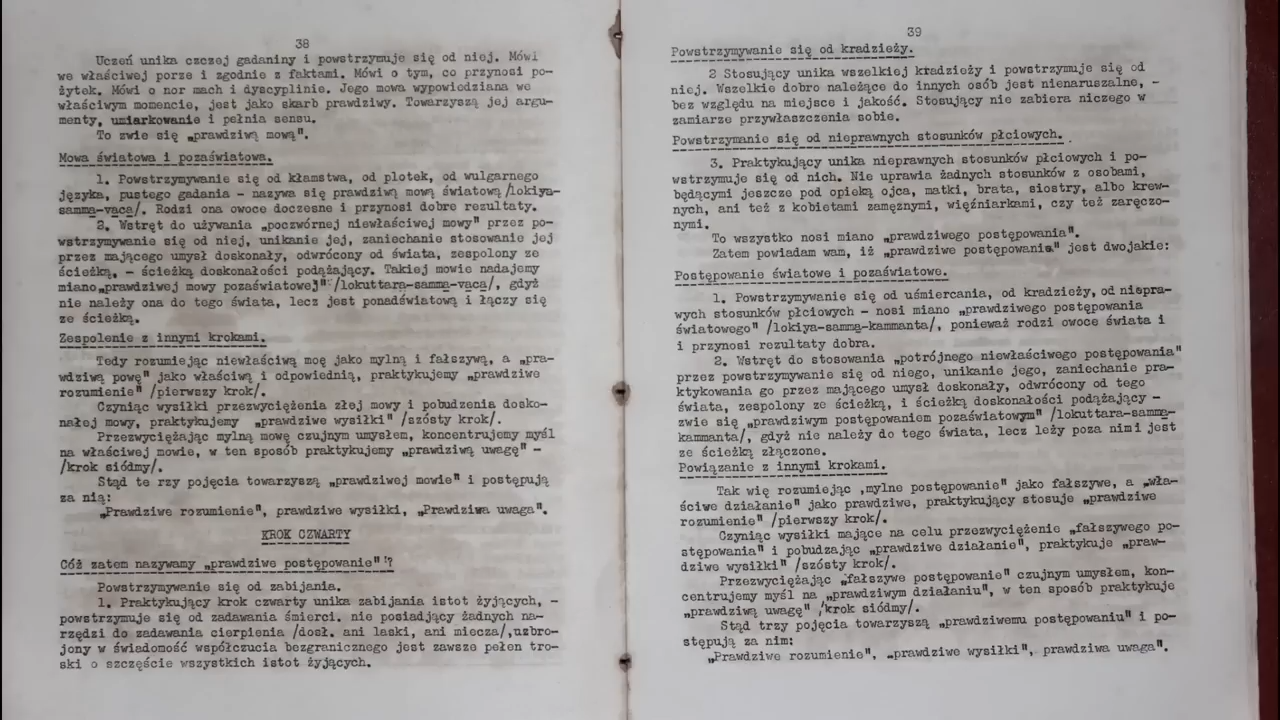 38
Uczeń unika czczej gadaniny i powstrzymuje się od niej. Mówi
we właściwej porze i zgodnie z faktami. Mówi o tym, co przynosi po-
żytek. Mówi o nor mach i dyscyplinie. Jego mowa wypowiedziana we
właściwym momencie, jest jako skarb prawdziwy. Towarzyszą jej argu-
menty, umiarkowanie i pełnia sensu.
To zwie się „prawdziwą mową".
Mowa światowa i pozaświatowa.
1. Powstrzymywanie się od kłamstwa, od plotek, od wulgarnego
języka, pustego gadania - nazywa się prawdziwą mową światową /lokiya-
samma-vaca/. Rodzi ona owoce doczesne i przynosi dobre rezultaty.
2. Wstręt do używania „poczwórnej niewłaściwej mowy" przez po-
wstrzymywanie się od niej, unikanie jej, zaniechanie stosowanie jej
przez mającego umysł doskonały, odwrócony od świata, zespolony ze
ścieżką, - ścieżką doskonałości podążający. Takiej mowie nadajemy
miano „prawdziwej mowy pozaświatowej" /lokuttara-samma-vaca/, gdyż
nie należy ona do tego świata, lecz jest ponadświatową i łączy się
ze ścieżką.
Zespolenie z innymi krokami.
Tedy rozumiejąc niewłaściwą moę jako mylną i fałszywą, a „pra-
wdziwą powę" jako właściwą i odpowiednią, praktykujemy „prawdziwe
rozumienie" /pierwszy krok/.
Czyniąc wysiłki przezwyciężenia złej mowy i pobudzenia dosko-
nałej mowy, praktykujemy „prawdziwe wysiłki" /szósty krok/.
Przezwyciężając mylną mowę czujnym umysłem, koncentrujemy myśl
na właściwej mowie, w ten sposób praktykujemy „prawdziwą uwagę" -
/krok siódmy/.
Stąd te rzy pojęcia towarzyszą „prawdziwej mowie" i postępują
za nią:
„Prawdziwe rozumienie", prawdziwe wysiłki, „Prawdziwa uwaga".
KROK CZWARTY
Cóż zatem nazywamy „prawdziwe postępowanie"?
Powstrzymywanie się od zabijania.
1. Praktykujący krok czwarty unika zabijania istot żyjących, -
powstrzymuje się od zadawania śmierci. nie posiadjący żadnych na-
rzędzi do zadawania cierpienia /dosł. ani laski, ani miecza/,uzbro-
jony w świadomość współczucia bezgranicznego jest zawsze pełen tro-
ski o szczęście wszystkich istot żyjących.
39
Powstrzymywanie się od kradzieży.
2 Stosujący unika wszelkiej kradzieży i powstrzymuje się od
niej. Wszelkie dobro należące do innych osób jest nienaruszalne, -
bez względu na miejsce i jakość. Stosujący nie zabiera niczego w
zamiarze przywłaszczenia sobie.
Powstrzymanie się od nieprawnych stosunków płciowych.
3. Praktykujący unika nieprawnych stosunków płciowych i po-
wstrzymuje się od nich. Nie uprawia żadnych stosunków z osobami,
będącymi jeszcze pod opieką ojca, matki, brata, siostry, albo krew-
nych, ani też z kobietami zamężnymi, więźniarkami, czy też zaręczo-
nymi.
To wszystko nosi miano „prawdziwego postępowania".
Zatem powiadam wam, iż „prawdziwe postępowanie" jest dwojakie:
Postępowanie światowe i pozaświatowe.
1. Powstrzymywanie się od uśmiercania, od kradzieży, od niepra-
wych stosunków płciowych - nosi miano „prawdziwego postępowania
światowego" /lokiya-samma-kammanta/, ponieważ rodzi owoce świata i
i przynosi rezultaty dobra.
2. Wstręt do stosowania „potrójnego niewłaściwego postępowania"
przez powstrzymywanie się od niego, unikanie jego, zaniechanie pra-
ktykowania go przez mającego umysł doskonały, odwrócony od tego
świata, zespolony ze ścieżką, i ścieżką doskonałości podążający -
zwie się „prawdziwym postępowaniem pozaświatowym" /lokuttara-samma-
kammanta/, gdyż nie należy do tego świata, lecz leży poza nimi jest
ze ścieżką złączone.
Powiązanie z innymi krokami.
Tak wię rozumiejąc ,mylne postępowanie" jako fałszywe, a „wła-
ściwe działanie" jako prawdziwe, praktykujący stosuje „prawdziwe
rozumienie" /pierwszy krok/.
Czyniąc wysiłki mające na celu przezwyciężenie „fałszywego po-
stępowania" i pobudzając „prawdziwe działanie", praktykuje „praw-
dziwe wysiłki" /szósty krok/.
Przezwyciężając „fałszywe postępowanie" czujnym umysłem, kon-
centrujemy myśl na „prawdziwym działaniu", w ten sposób praktykuje
„prawdziwą uwagę" /krok siódmy/.
Stąd trzy pojęcia towarzyszą „prawdziwemu postępowaniu" i po-
stępują za nim:
„Prawdziwe rozumienie", „prawdziwe wysiłki", prawdziwa uwaga".